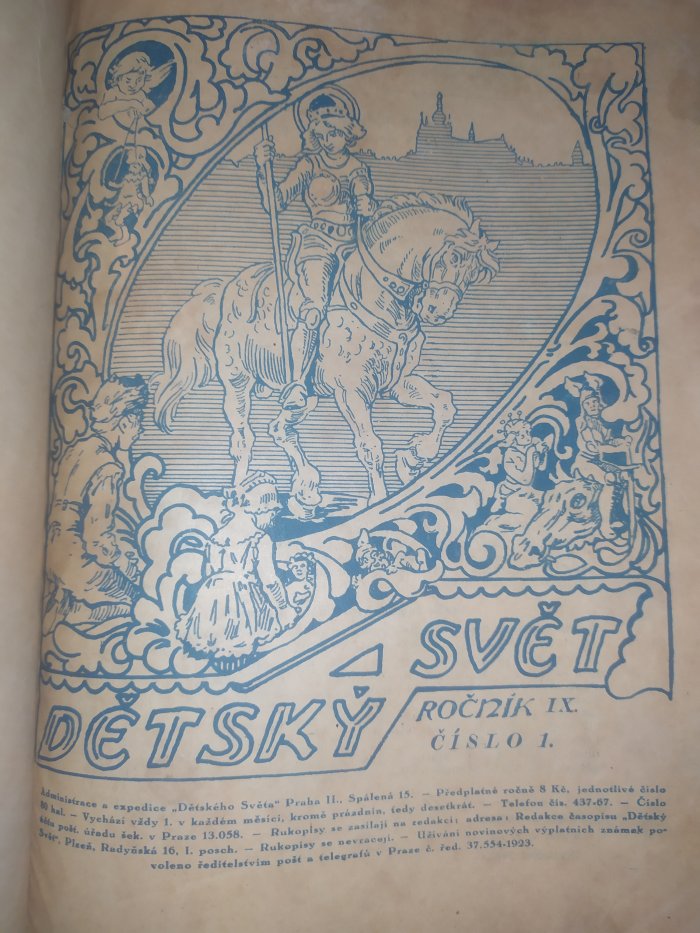 DĚTSKÝ SVĚT
ROČNÍK IX.
ČÍSLO 1.
Administrace a expedice „Dětského Světa“ Praha II., Spálená 15. — Předplatné ročně 8 Kč, jednotlivé číslo
80 hal. — Vychází vždy 1. v každém měsíci, kromě prázdnin, tedy desetkrát. — Telefon čís. 437-67. — Číslo
účtu pošt. úřadu šek. v Praze 13.058. — Rukopisy se zasílají na redakci: adresa: Redakce časopisu „Dětský
Svět“, Plzeň, Radyňská 16, I. posch. — Rukopisy se nevracejí. — Užívání novinových výplatních známek po-
voleno ředitelstvím pošt a telegrafů v Praze č. řed. 37.554-1923.